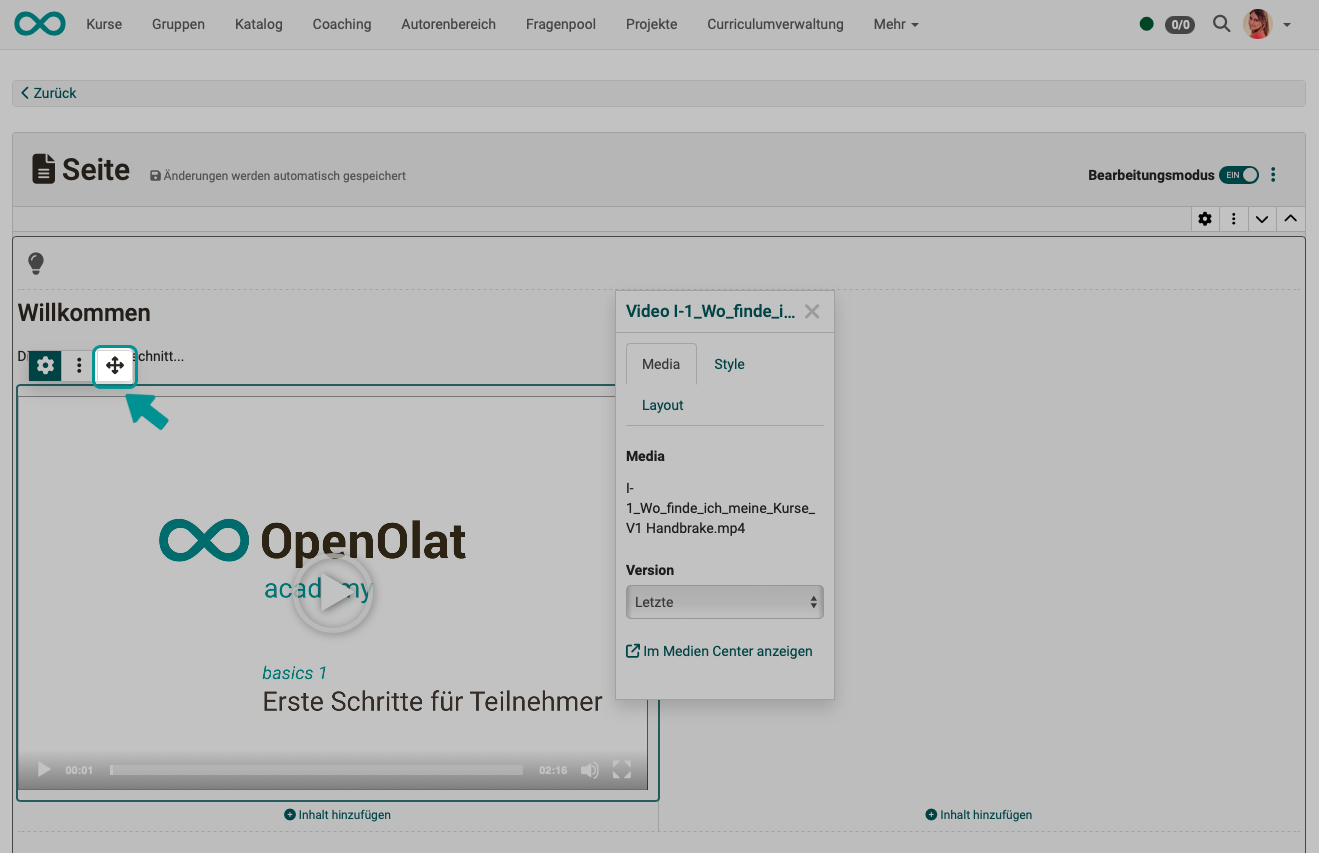 Kurse Gruppen Katalog Coaching Autorenbereich Fragenpool Projekte Curriculumverwaltung Mehr 0/0
Zurück
Seite Änderungen werden automatisch gespeichert Bearbeitungsmodus EIN
Willkommen
D chnitt...
Video I-1_Wo_finde_i...
Media Style
Layout
Media
I-
1_Wo_finde_ich_meine_Kurse_
V1 Handbrake.mp4
Version
Letzte
Im Medien Center anzeigen
OpenOlat
academy
basics 1
Erste Schritte für Teilnehmer
00:01 02:16
Inhalt hinzufügen Inhalt hinzufügen